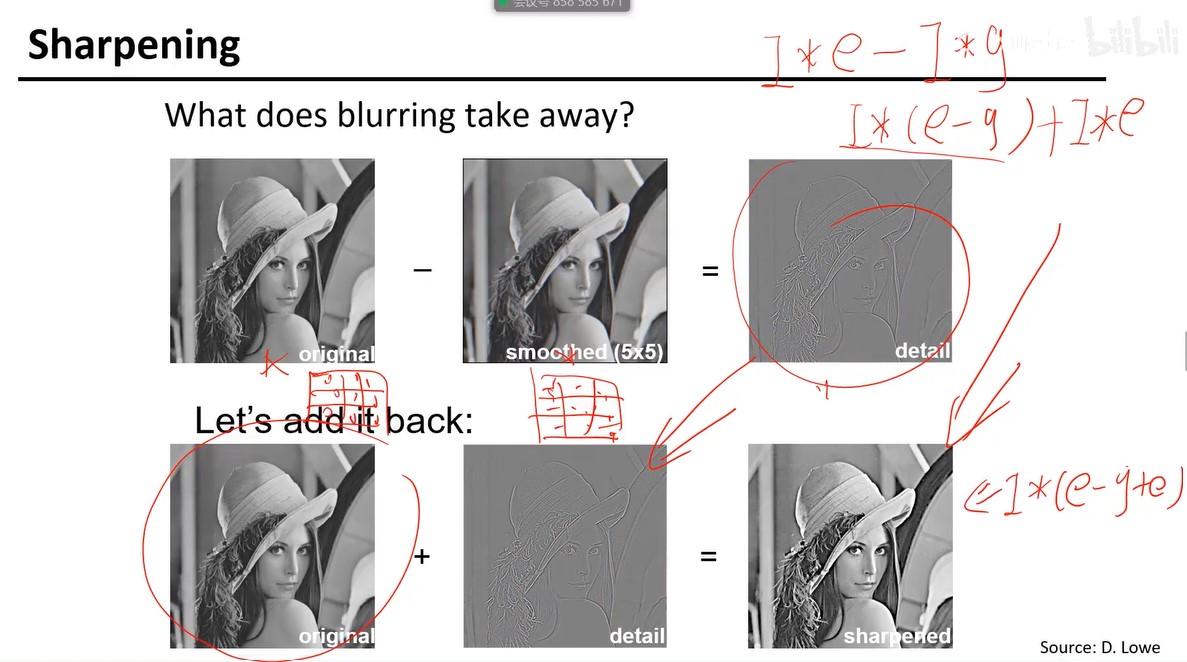 会议号 858 585 671
Sharpening
I * e - I * g
bilibili
What does blurring take away?
I * (e - g) + I * e
original
-
smoothed (5x5)
=
detail
Let's add it back:
original
+
detail
=
sharpened
I * (e - g + e)
Source: D. Lowe